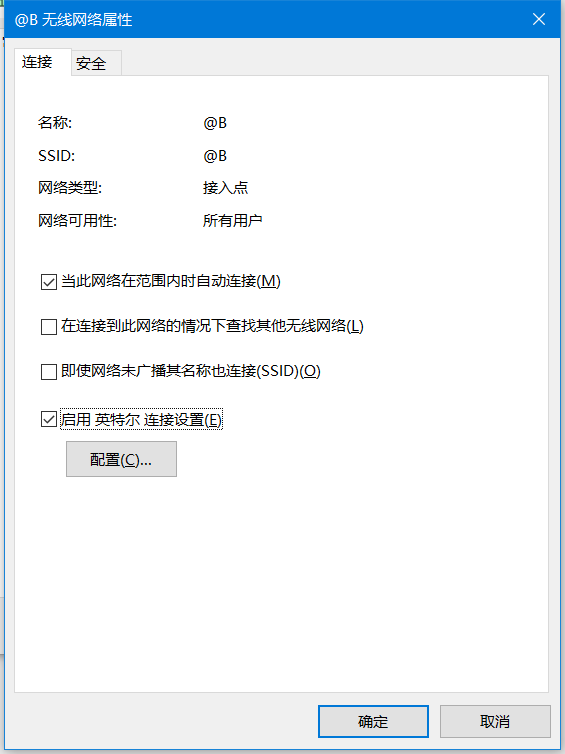 @B 无线网络属性
连接 安全
名称: @B
SSID: @B
网络类型: 接入点
网络可用性: 所有用户
当此网络在范围内时自动连接(M)
在连接到此网络的情况下查找其他无线网络(L)
即使网络未广播其名称也连接(SSID)(O)
启用 英特尔 连接设置(E)
配置(C)...
确定 取消